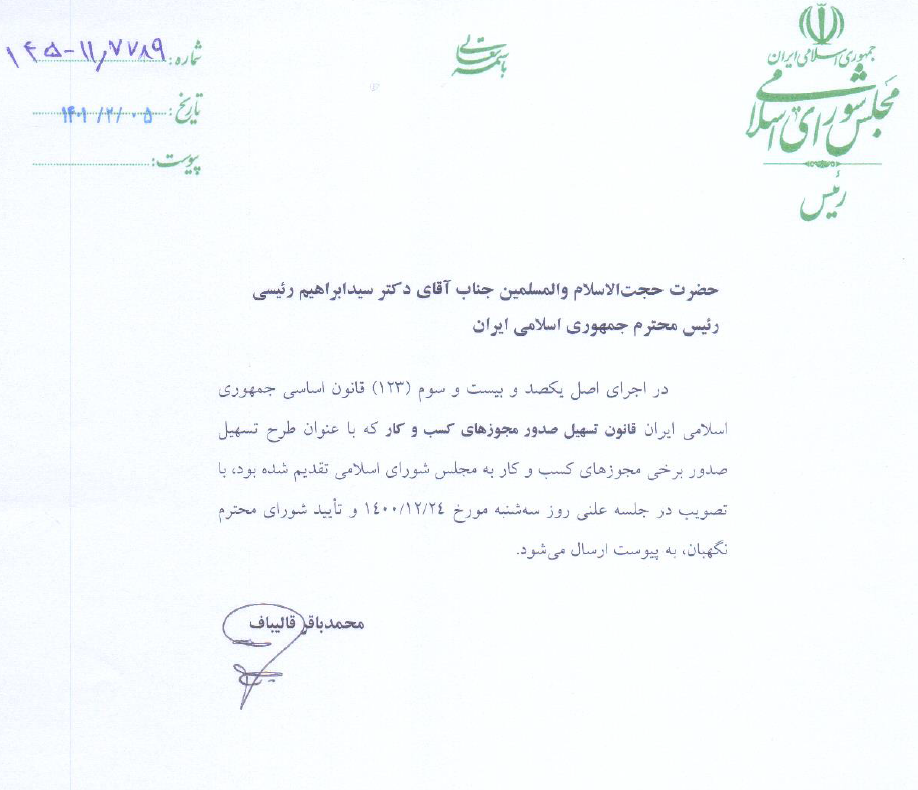 جمهوری اسلامی ایران
مجلس شورای اسلامی
رئیس
باسمه تعالی
شماره: ۱۴۵-۱۱/۷۷۸۹
تاریخ: ۱۴۰۱/۲/۰۵
پیوست:
حضرت حجت‌الاسلام والمسلمین جناب آقای دکتر سیدابراهیم رئیسی
رئیس محترم جمهوری اسلامی ایران
در اجرای اصل یکصد و بیست و سوم (۱۲۳) قانون اساسی جمهوری
اسلامی ایران قانون تسهیل صدور مجوزهای کسب و کار که با عنوان طرح تسهیل
صدور برخی مجوزهای کسب و کار به مجلس شورای اسلامی تقدیم شده بود، با
تصویب در جلسه علنی روز سه‌شنبه مورخ ۱۴۰۰/۱۲/۲۴ و تأیید شورای محترم
نگهبان، به پیوست ارسال می‌شود.
محمدباقر قالیباف